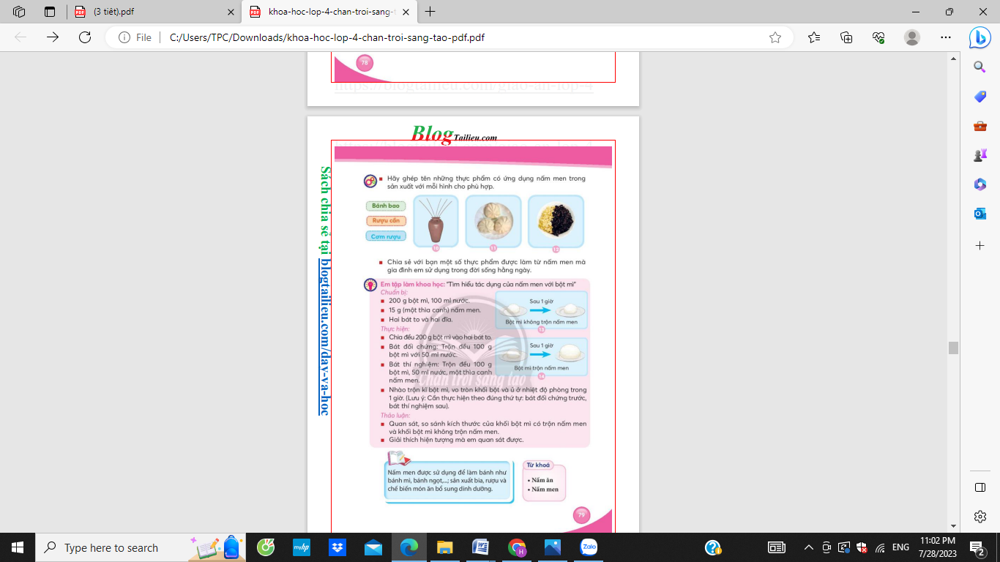 (3 tiêt).pdf
khoa-hoc-lop-4-chan-troi-sang-t
File
C:/Users/TPC/Downloads/khoa-hoc-lop-4-chan-troi-sang-tao-pdf.pdf
78
https://blogtailieu.com/giao-an-lop-4
BlogTailieu.com
Sách chia sẻ tại blogtailieu.com/day-va-hoc
Hãy ghép tên những thực phẩm có ứng dụng nấm men trong
sản xuất với mỗi hình cho phù hợp.
Bánh bao
Rượu cần
Cơm rượu
10
11
12
Chia sẻ với bạn một số thực phẩm được làm từ nấm men mà
gia đình em sử dụng trong đời sống hằng ngày.
Em tập làm khoa học: "Tìm hiểu tác dụng của nấm men với bột mì"
Chuẩn bị:
200 g bột mì, 100 ml nước.
15 g (một thìa canh) nấm men.
Hai bát to và hai đĩa.
Sau 1 giờ
Bột mì không trộn nấm men
13
Thực hiện:
Chia đều 200 g bột mì vào hai bát to.
Bát đối chứng: Trộn đều 100 g
bột mì với 50 ml nước.
Bát thí nghiệm: Trộn đều 100 g
bột mì, 50 ml nước, một thìa canh
nấm men.
Sau 1 giờ
Bột mì trộn nấm men
14
Chân trời sáng tạo
Nhào trộn kĩ bột mì, vo tròn khối bột và ủ ở nhiệt độ phòng trong
1 giờ. (Lưu ý: Cần thực hiện theo đúng thứ tự: bát đối chứng trước,
bát thí nghiệm sau).
Thảo luận:
Quan sát, so sánh kích thước của khối bột mì có trộn nấm men
và khối bột mì không trộn nấm men.
Giải thích hiện tượng mà em quan sát được.
Nấm men được sử dụng để làm bánh như
bánh mì, bánh ngọt,...; sản xuất bia, rượu và
chế biến món ăn bổ sung dinh dưỡng.
Từ khoá
• Nấm ăn
• Nấm men
79
Type here to search
ENG
11:02 PM
7/28/2023
2